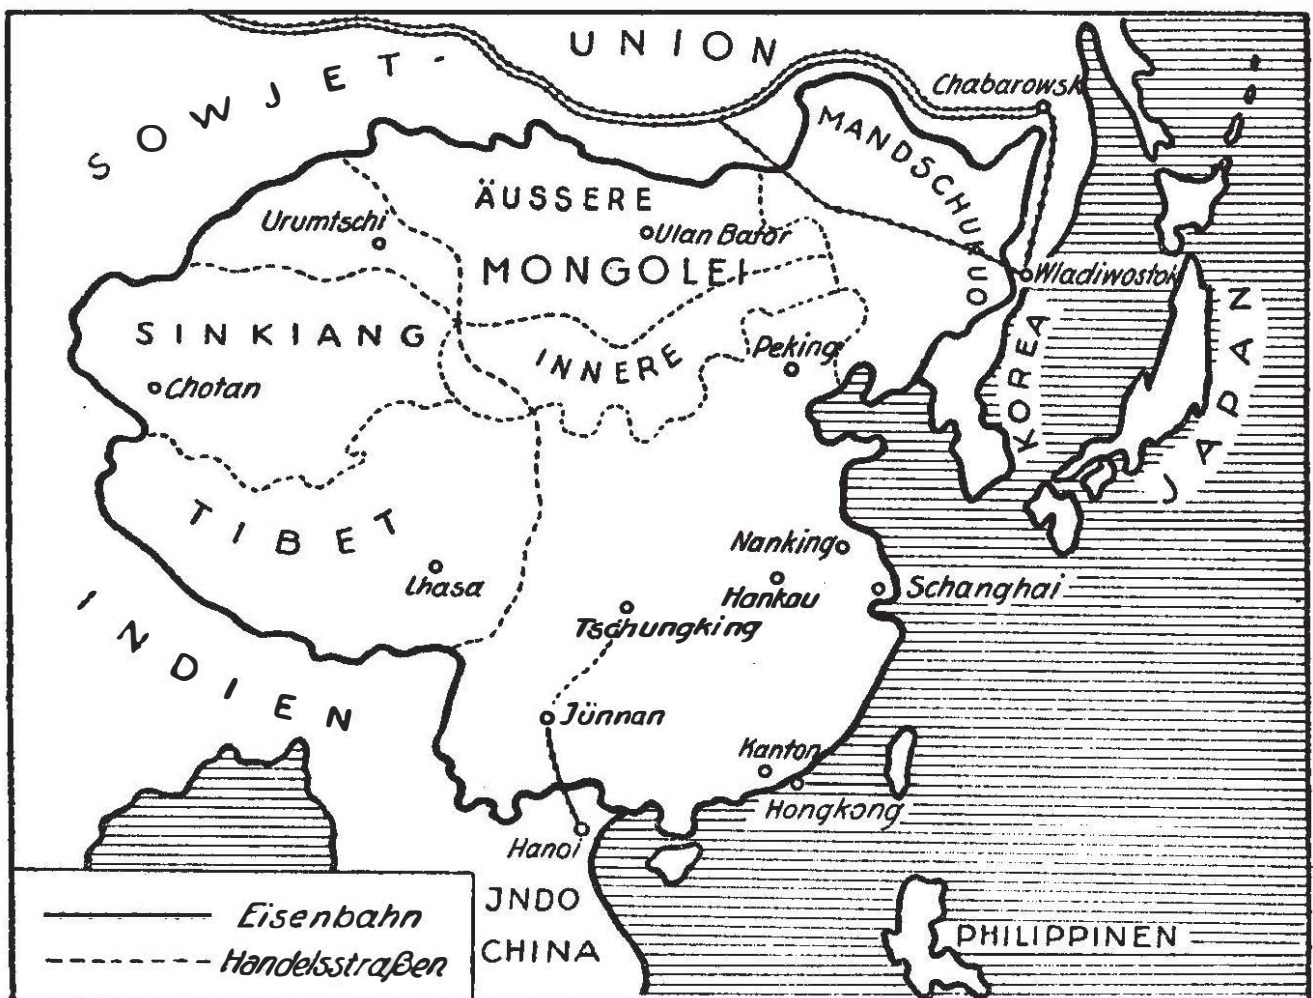 SOWJET-
UNION
Chabarowsk
MANDSCHUKUO
ÄUSSERE
Urumtschi
Ulan Bator
MONGOLEI
Wladiwostok
JAPAN
SINKIANG
KOREA
INNERE
Peking
Chotan
TIBET
Nanking
Lhasa
Hankau
Schanghai
Tschungking
INDIEN
Jünnan
Kanton
Hongkong
Hanoi
JNDO
CHINA
PHILIPPINEN
Eisenbahn
Handelsstraßen